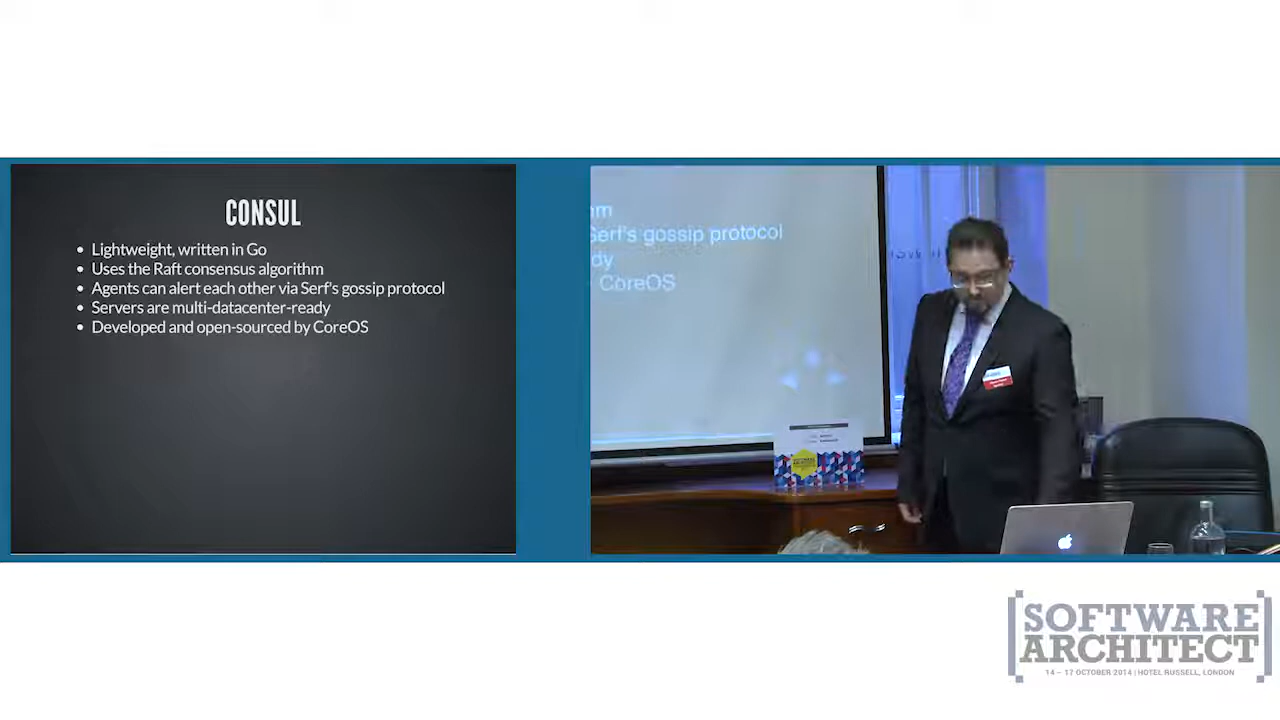 CONSUL
Lightweight, written in Go
Uses the Raft consensus algorithm
Agents can alert each other via Serf's gossip protocol
Servers are multi-datacenter-ready
Developed and open-sourced by CoreOS
Serf's gossip protocol
CoreOS
SOFTWARE
ARCHITECT
14 – 17 OCTOBER 2014 | HOTEL RUSSELL, LONDON